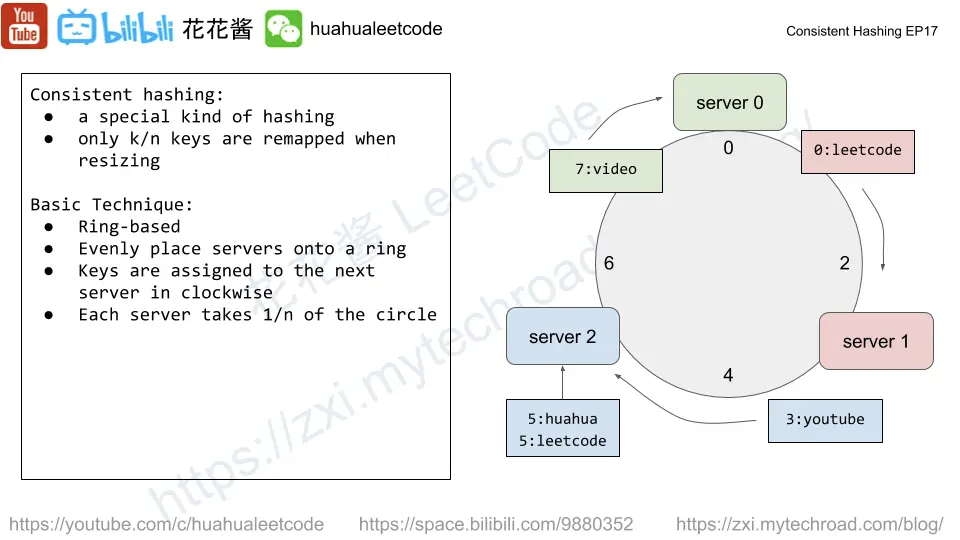 You
Tube
bilibili 花花酱 huahualeetcode
Consistent Hashing EP17
Consistent hashing:
● a special kind of hashing
● only k/n keys are remapped when
resizing
Basic Technique:
● Ring-based
● Evenly place servers onto a ring
● Keys are assigned to the next
server in clockwise
● Each server takes 1/n of the circle
server 0
0
0:leetcode
7:video
6
2
server 2
server 1
4
5:huahua
5:leetcode
3:youtube
花花酱 LeetCode
https://zxi.mytechroad.com/blog/
https://youtube.com/c/huahualeetcode
https://space.bilibili.com/9880352
https://zxi.mytechroad.com/blog/